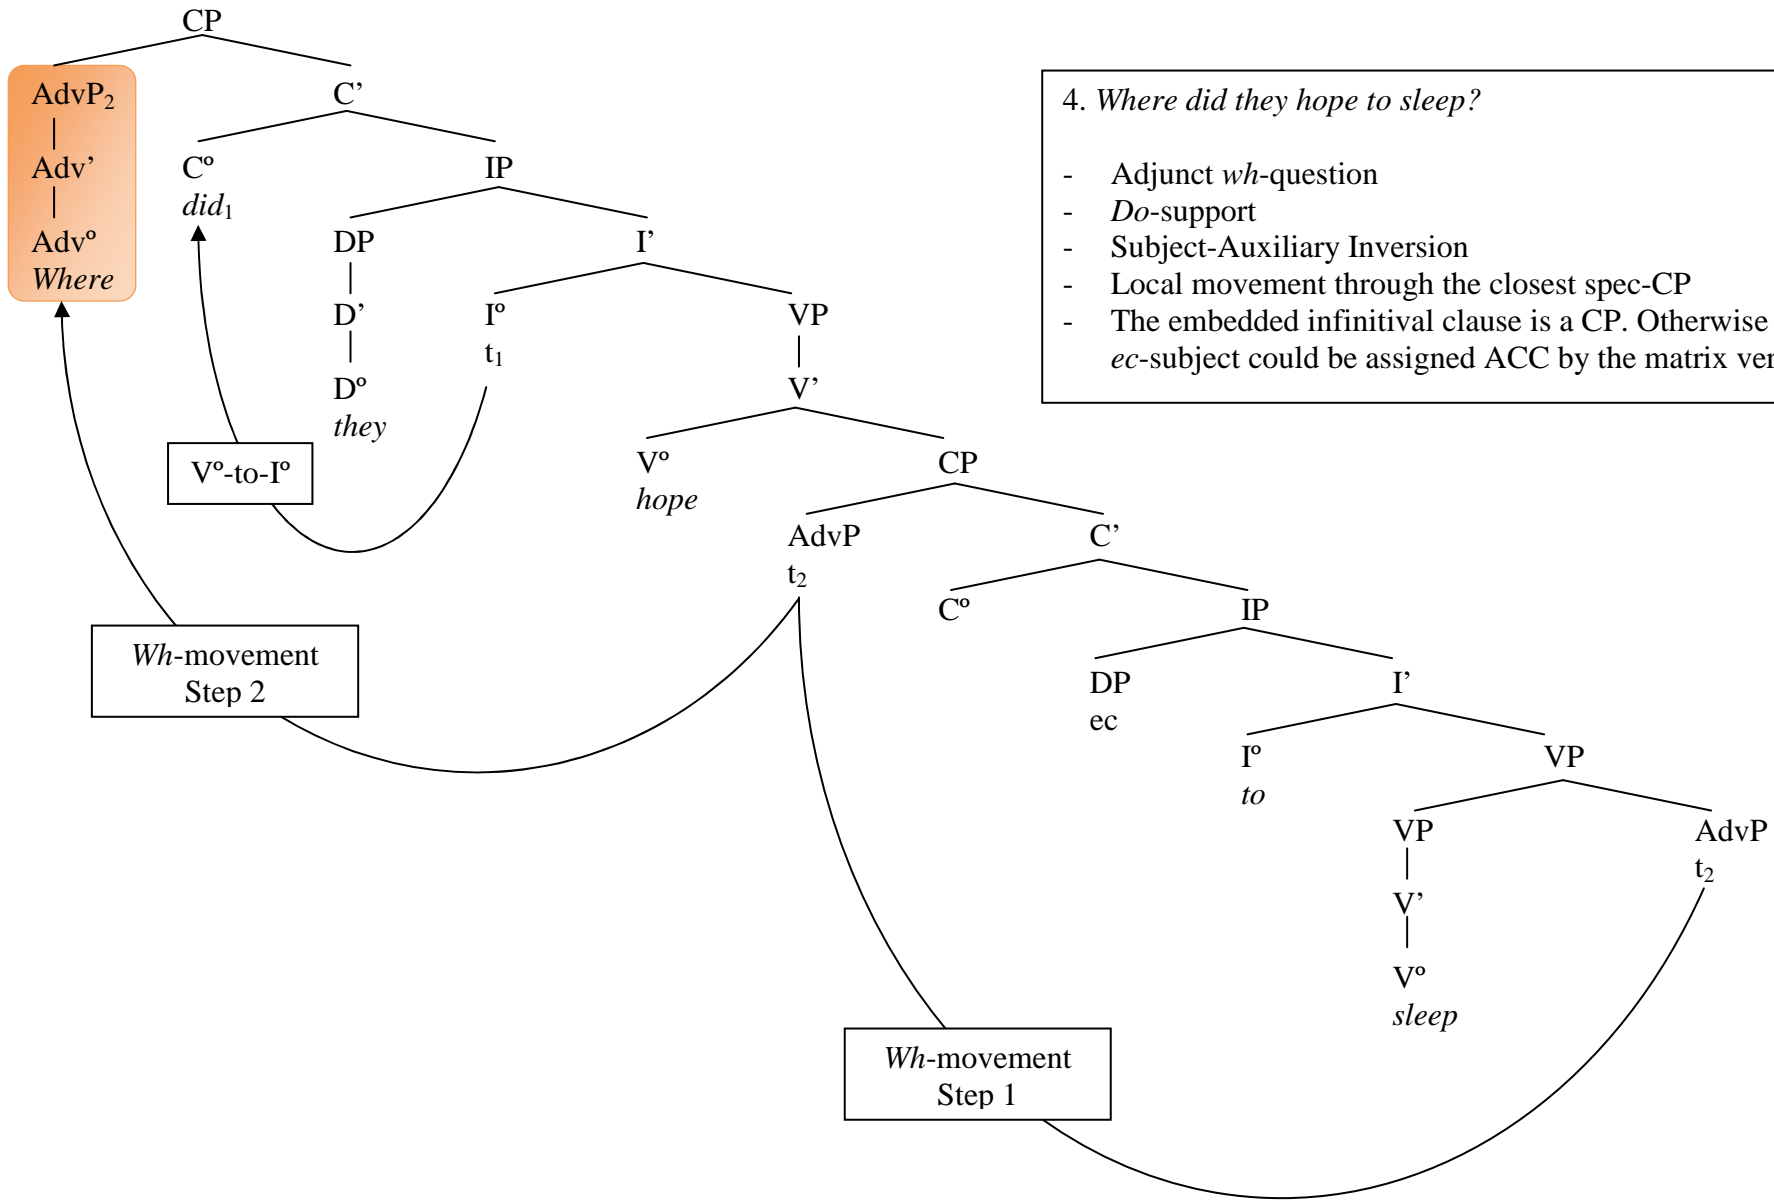 CP
AdvP₂ C’
Adv’ Cº IP
did₁
Advº DP I’
Where
D’ Iº VP
t₁
Dº V’
they
Vº-to-Iº
Vº CP
hope
AdvP C’
t₂
Cº IP
Wh-movement
Step 2
DP I’
ec
Iº VP
to
VP AdvP
t₂
V’
Vº
sleep
Wh-movement
Step 1
4. Where did they hope to sleep?
- Adjunct wh-question
- Do-support
- Subject-Auxiliary Inversion
- Local movement through the closest spec-CP
- The embedded infinitival clause is a CP. Otherwise
ec-subject could be assigned ACC by the matrix